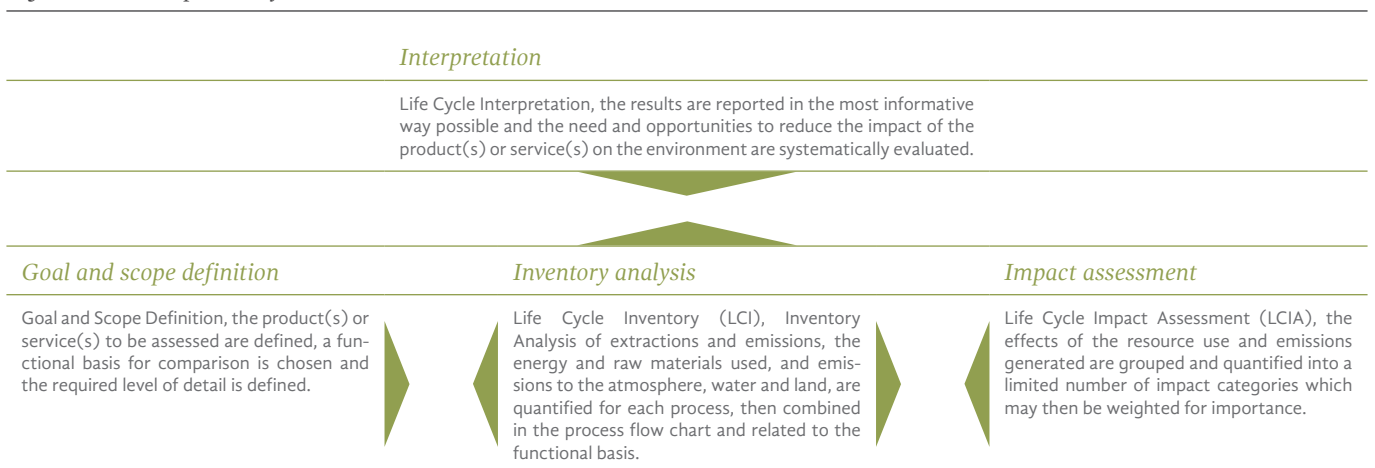 Interpretation
Life Cycle Interpretation, the results are reported in the most informative
way possible and the need and opportunities to reduce the impact of the
product(s) or service(s) on the environment are systematically evaluated.
Goal and scope definition
Goal and Scope Definition, the product(s) or
service(s) to be assessed are defined, a func-
tional basis for comparison is chosen and
the required level of detail is defined.
Inventory analysis
Life Cycle Inventory (LCI), Inventory
Analysis of extractions and emissions, the
energy and raw materials used, and emis-
sions to the atmosphere, water and land, are
quantified for each process, then combined
in the process flow chart and related to the
functional basis.
Impact assessment
Life Cycle Impact Assessment (LCIA), the
effects of the resource use and emissions
generated are grouped and quantified into a
limited number of impact categories which
may then be weighted for importance.